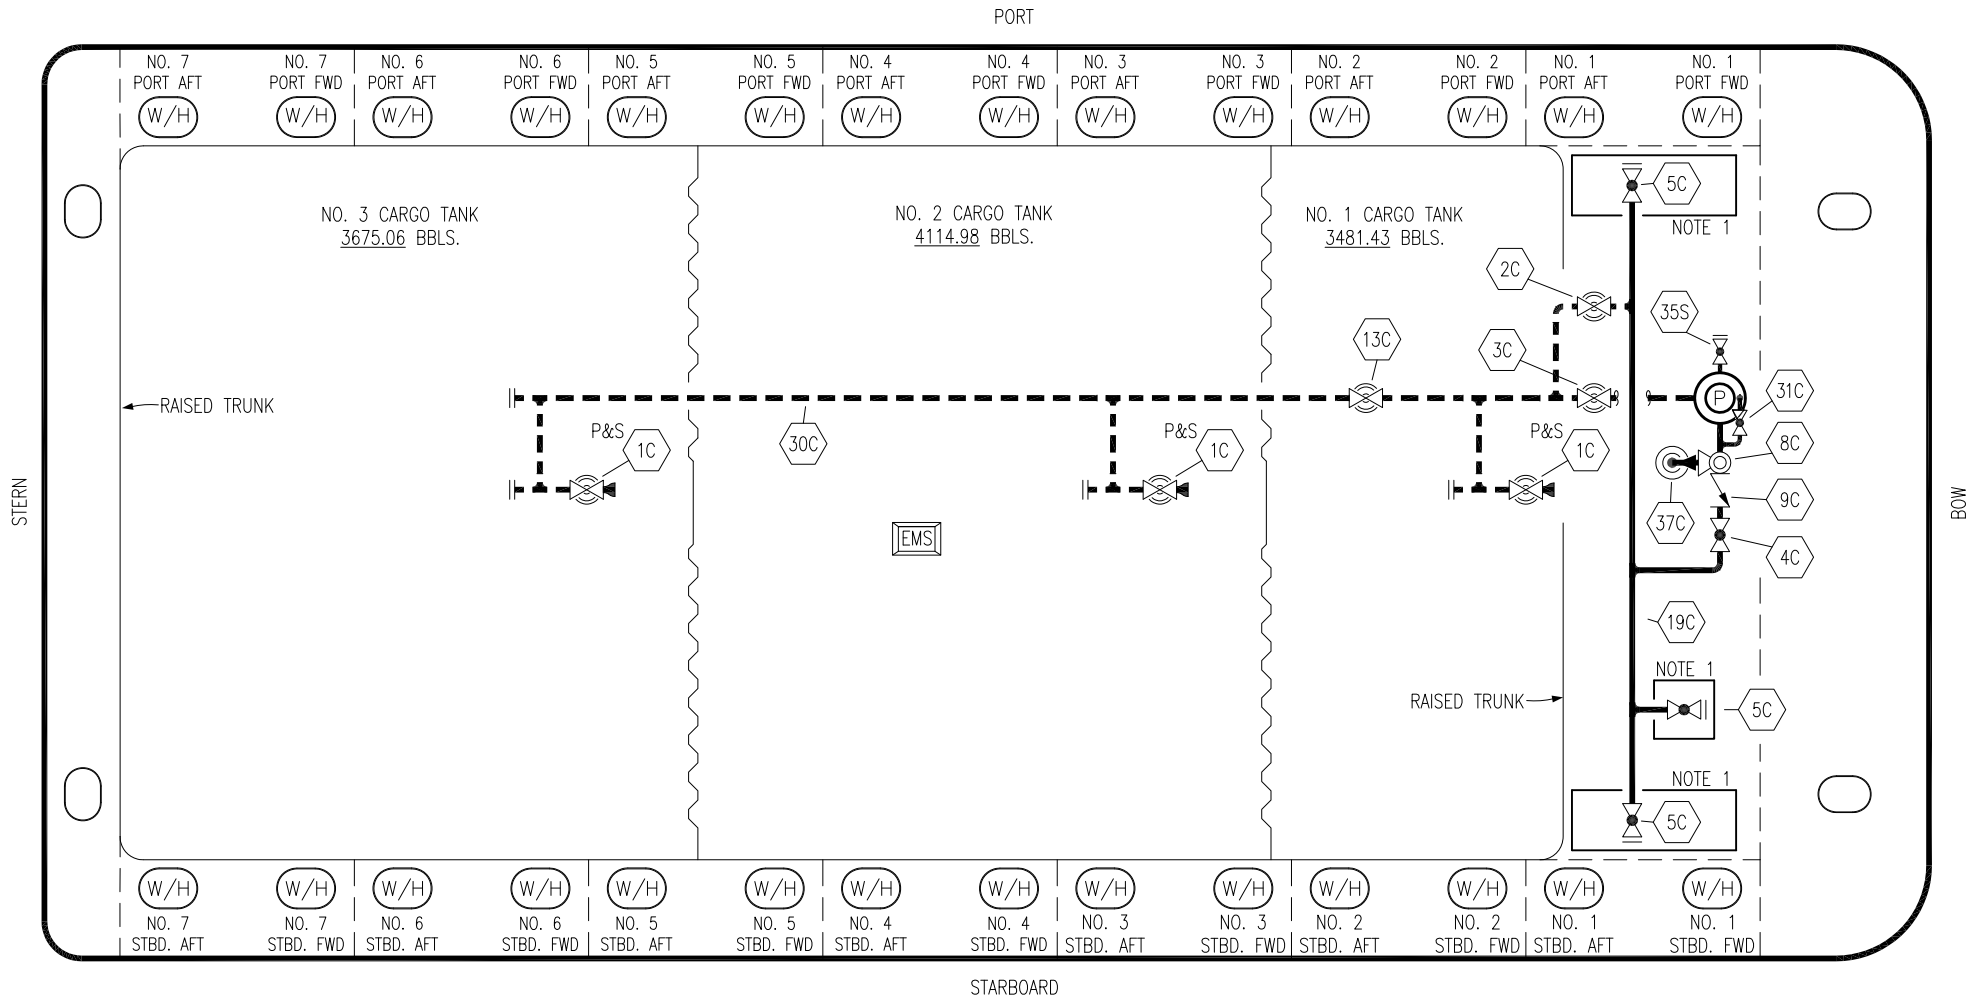 PORT
NO. 7
PORT AFT
W/H
NO. 7
PORT FWD
W/H
NO. 6
PORT AFT
W/H
NO. 6
PORT FWD
W/H
NO. 5
PORT AFT
W/H
NO. 5
PORT FWD
W/H
NO. 4
PORT AFT
W/H
NO. 4
PORT FWD
W/H
NO. 3
PORT AFT
W/H
NO. 3
PORT FWD
W/H
NO. 2
PORT AFT
W/H
NO. 2
PORT FWD
W/H
NO. 1
PORT AFT
W/H
NO. 1
PORT FWD
W/H
NO. 3 CARGO TANK
3675.06 BBLS.
NO. 2 CARGO TANK
4114.98 BBLS.
NO. 1 CARGO TANK
3481.43 BBLS.
5C
NOTE 1
2C
35S
13C
3C
RAISED TRUNK
P
31C
P&S
1C
30C
P&S
1C
P&S
1C
8C
9C
37C
4C
STERN
BOW
EMS
19C
NOTE 1
RAISED TRUNK
5C
NOTE 1
5C
W/H
NO. 7
STBD. AFT
W/H
NO. 7
STBD. FWD
W/H
NO. 6
STBD. AFT
W/H
NO. 6
STBD. FWD
W/H
NO. 5
STBD. AFT
W/H
NO. 5
STBD. FWD
W/H
NO. 4
STBD. AFT
W/H
NO. 4
STBD. FWD
W/H
NO. 3
STBD. AFT
W/H
NO. 3
STBD. FWD
W/H
NO. 2
STBD. AFT
W/H
NO. 2
STBD. FWD
W/H
NO. 1
STBD. AFT
W/H
NO. 1
STBD. FWD
STARBOARD